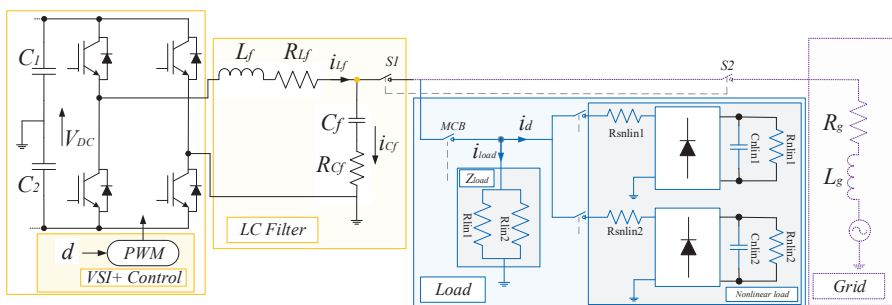 C1
C2
VDC
d
PWM
VSI+ Control
Lf
RLf
iLf
Cf
RCf
iCf
LC Filter
S1
S2
MCB
id
iload
Zload
Rlin1
Rlin2
Rsnlin1
Cnlin1
Rnlin1
Rsnlin2
Cnlin2
Rnlin2
Load
Nonlinear load
Rg
Lg
Grid